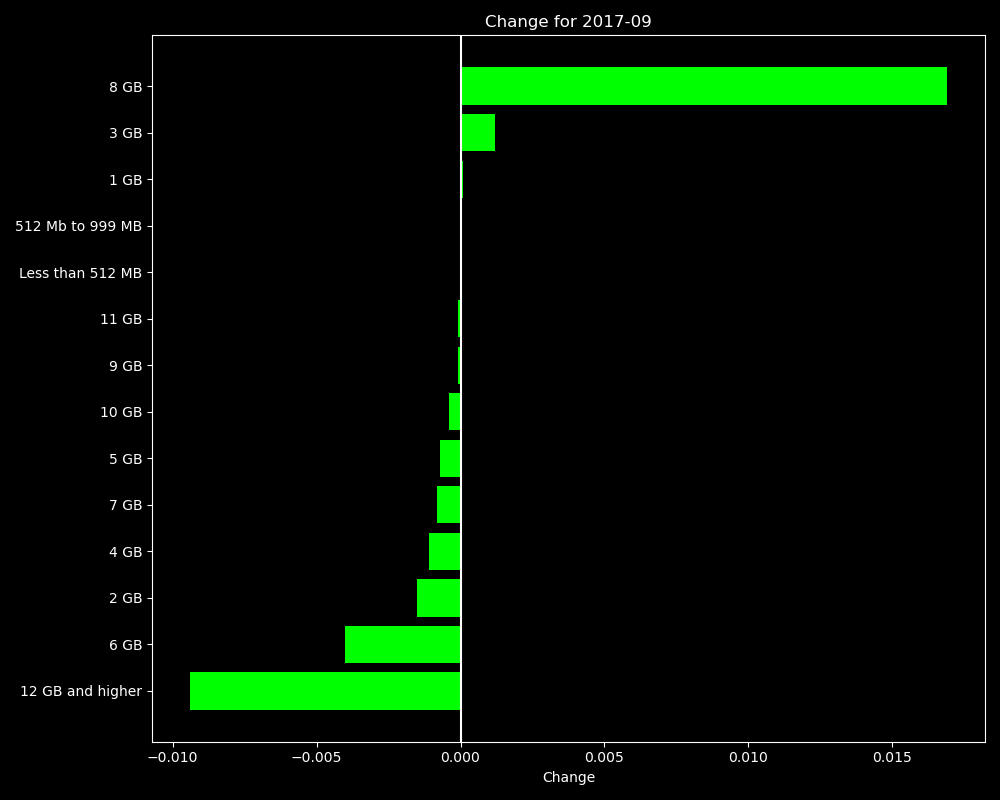 Change for 2017-09
8 GB
3 GB
1 GB
512 Mb to 999 MB
Less than 512 MB
11 GB
9 GB
10 GB
5 GB
7 GB
4 GB
2 GB
6 GB
12 GB and higher
−0.010 −0.005 0.000 0.005 0.010 0.015
Change